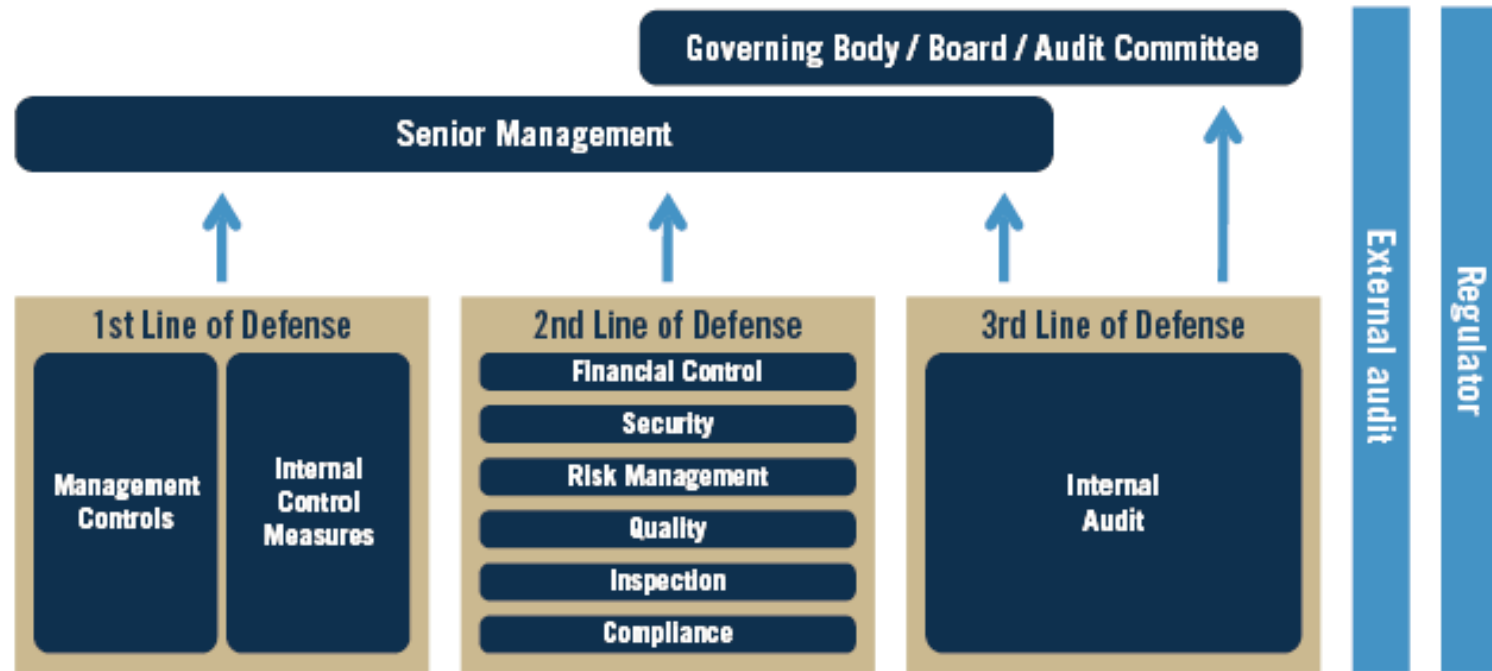 Governing Body / Board / Audit Committee
Senior Management
1st Line of Defense
Management
Controls
Internal
Control
Measures
2nd Line of Defense
Financial Control
Security
Risk Management
Quality
Inspection
Compliance
3rd Line of Defense
Internal
Audit
External audit
Regulator